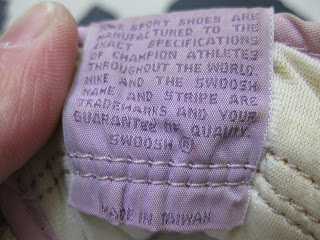 NIKE SPORT SHOES ARE
MANUFACTURED TO THE
EXACT SPECIFICATIONS
OF CHAMPION ATHLETES
THROUGHOUT THE WORLD.
NIKE AND THE SWOOSH
NAME AND STRIPE ARE
TRADEMARKS AND YOUR
GUARANTEE OF QUALITY.
SWOOSH ®
MADE IN TAIWAN